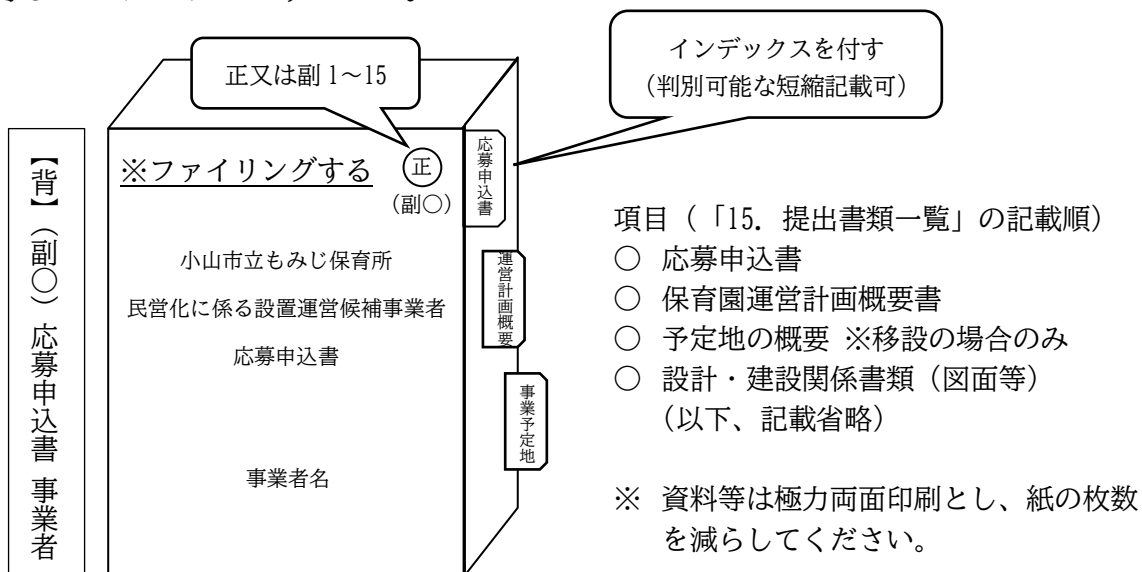 正又は副 1～15
インデックスを付す
（判別可能な短縮記載可）
【背】（副〇）応募申込書 事業者
※ファイリングする
正
（副〇）
小山市立もみじ保育所
民営化に係る設置運営候補事業者
応募申込書
事業者名
応募申込書
運営計画概要
事業予定地
項目（「15．提出書類一覧」の記載順）
〇 応募申込書
〇 保育園運営計画概要書
〇 予定地の概要 ※移設の場合のみ
〇 設計・建設関係書類（図面等）
（以下、記載省略）
※ 資料等は極力両面印刷とし、紙の枚数
を減らしてください。